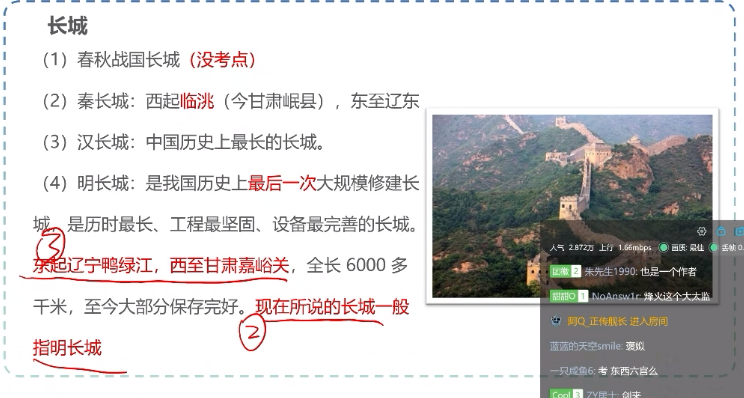 长城
（1）春秋战国长城（没考点）
（2）秦长城：西起临洮（今甘肃岷县），东至辽东
（3）汉长城：中国历史上最长的长城。
（4）明长城：是我国历史上最后一次大规模修建长
城，是历时最长、工程最坚固、设备最完善的长城。
③
东起辽宁鸭绿江，西至甘肃嘉峪关，全长 6000 多
千米，至今大部分保存完好。现在所说的长城一般
②
指明长城
人气 2.872万 上行 1.66mbps 画质: 最佳 丢帧 0.
2 朱先生1990: 也是一个作者
甜甜O 1 NoAnsw1r: 烽火这个大太监
阿Q_正传舰长 进入房间
蓝蓝的天空smile: 褒姒
一只咸鱼6: 考 东西六宫么
Cool 3 ZY居士: 创来